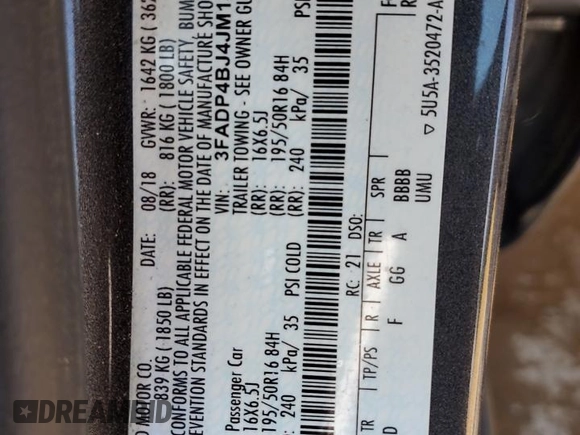 D MOTOR CO.
DATE: 08/18 GVWR: 1642 KG ( 362
839 KG ( 1850 LB) (RR): 816 KG ( 1800 LB)
CONFORMS TO ALL APPLICABLE FEDERAL MOTOR VEHICLE SAFETY, BUM
EVENTION STANDARDS IN EFFECT ON THE DATE OF MANUFACTURE SHO
VIN: 3FADP4BJ4JM1
Passenger Car TRAILER TOWING - SEE OWNER GU
16X6.5J (RR): 16X6.5J
195/50R16 84H (RR): 195/50R16 84H
240 kPa/ 35 PSI COLD (RR): 240 kPa/ 35 PSI
RC: 21 DSO:
TR TP/PS R AXLE TR SPR
D F GG A BBBB
UMU
▽ 5U5A-3520472-A
AUTOBIDMASTER